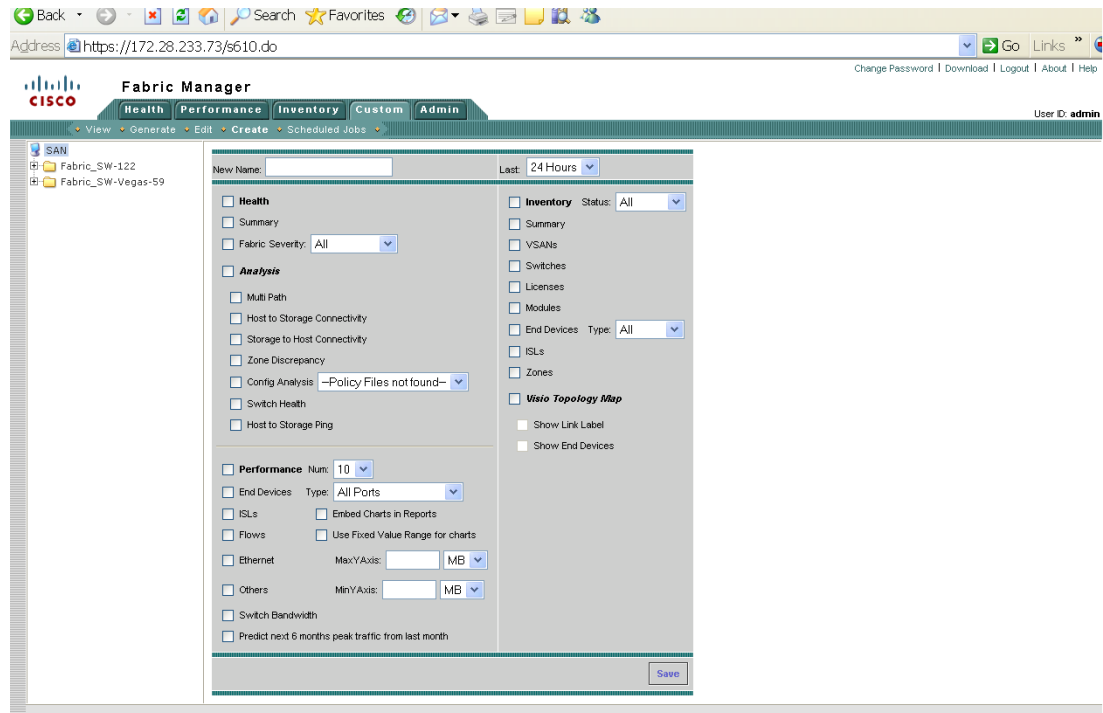 Back Search Favorites
Address https://172.28.233.73/s610.do Go Links »
Change Password | Download | Logout | About | Help
CISCO
Fabric Manager
Health Performance Inventory Custom Admin
User ID: admin
View Generate Edit Create Scheduled Jobs
SAN
Fabric_SW-122
Fabric_SW-Vegas-59
New Name:
Last: 24 Hours
Health
Summary
Fabric Severity: All
Analysis
Multi Path
Host to Storage Connectivity
Storage to Host Connectivity
Zone Discrepancy
Config Analysis –Policy Files not found–
Switch Health
Host to Storage Ping
Performance Num: 10
End Devices Type: All Ports
ISLs Embed Charts in Reports
Flows Use Fixed Value Range for charts
Ethernet MaxYAxis: MB
Others MinYAxis: MB
Switch Bandwidth
Predict next 6 months peak traffic from last month
Inventory Status: All
Summary
VSANs
Switches
Licenses
Modules
End Devices Type: All
ISLs
Zones
Visio Topology Map
Show Link Label
Show End Devices
Save